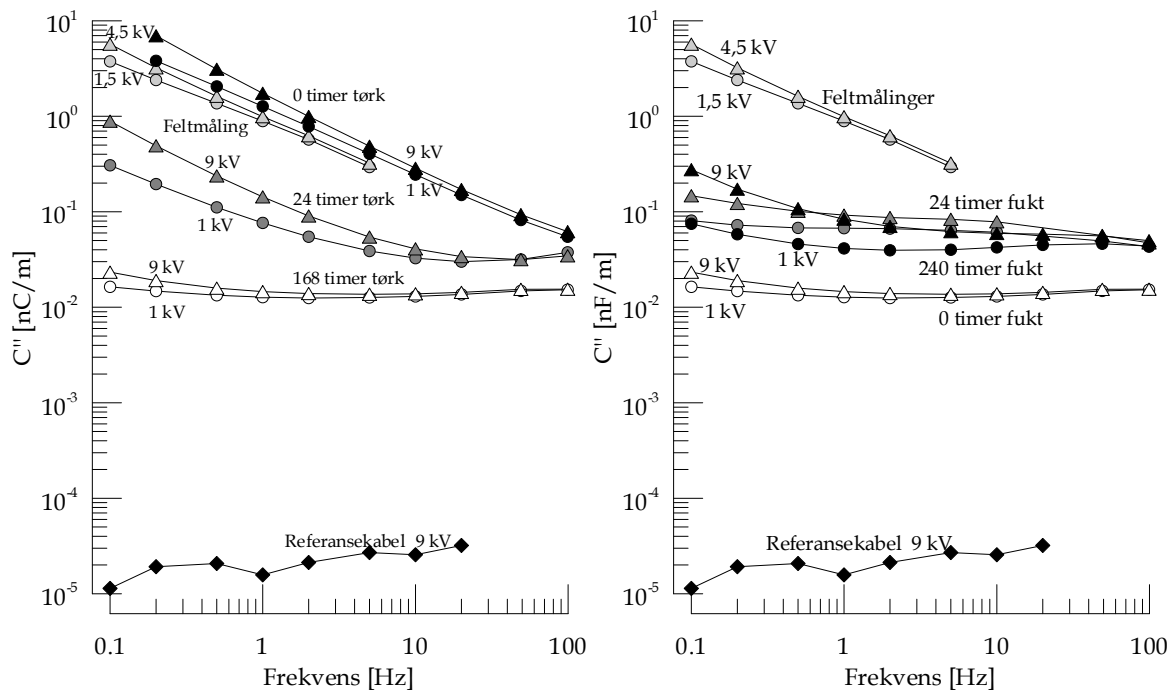 10^1
10^0
10^-1
10^-2
10^-3
10^-4
10^-5
C" [nC/m]
4,5 kV
1,5 kV
0 timer tørk
Feltmåling
9 kV
9 kV
1 kV
24 timer tørk
1 kV
9 kV
168 timer tørk
1 kV
Referansekabel 9 kV
0.1
1
10
100
Frekvens [Hz]
10^1
10^0
10^-1
10^-2
10^-3
10^-4
10^-5
C" [nF/m]
4,5 kV
1,5 kV
Feltmålinger
9 kV
24 timer fukt
1 kV
240 timer fukt
9 kV
1 kV
0 timer fukt
Referansekabel 9 kV
0.1
1
10
100
Frekvens [Hz]